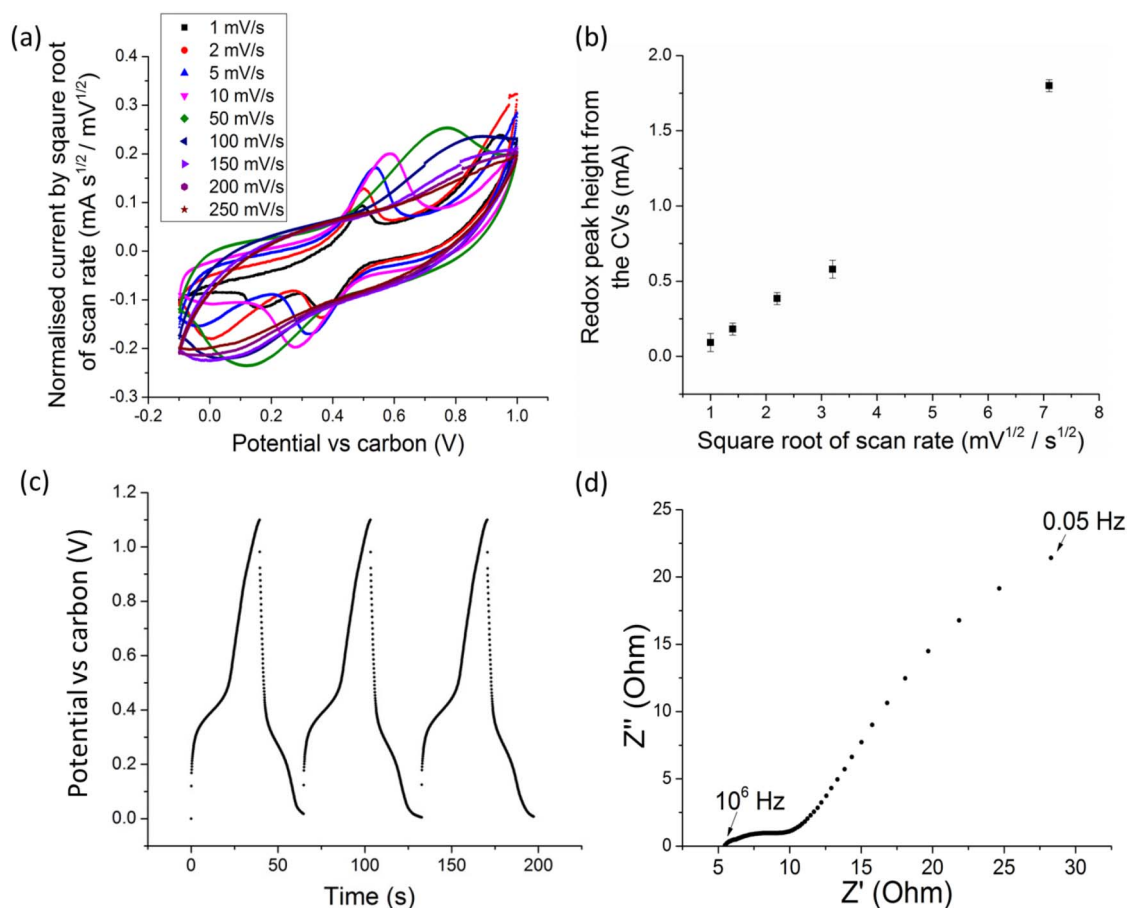 (a)
1 mV/s
2 mV/s
5 mV/s
10 mV/s
50 mV/s
100 mV/s
150 mV/s
200 mV/s
250 mV/s
Normalised current by sqaure root
of scan rate (mA s1/2 / mV1/2)
0.4
0.3
0.2
0.1
0.0
-0.1
-0.2
-0.3
-0.2
0.0
0.2
0.4
0.6
0.8
1.0
Potential vs carbon (V)
(b)
Redox peak height from
the CVs (mA)
2.0
1.5
1.0
0.5
0.0
1 2 3 4 5 6 7 8
Square root of scan rate (mV1/2 / s1/2)
(c)
Potential vs carbon (V)
1.2
1.0
0.8
0.6
0.4
0.2
0.0
0 50 100 150 200
Time (s)
(d)
Z'' (Ohm)
25
20
15
10
5
0
0.05 Hz
106 Hz
5 10 15 20 25 30
Z' (Ohm)